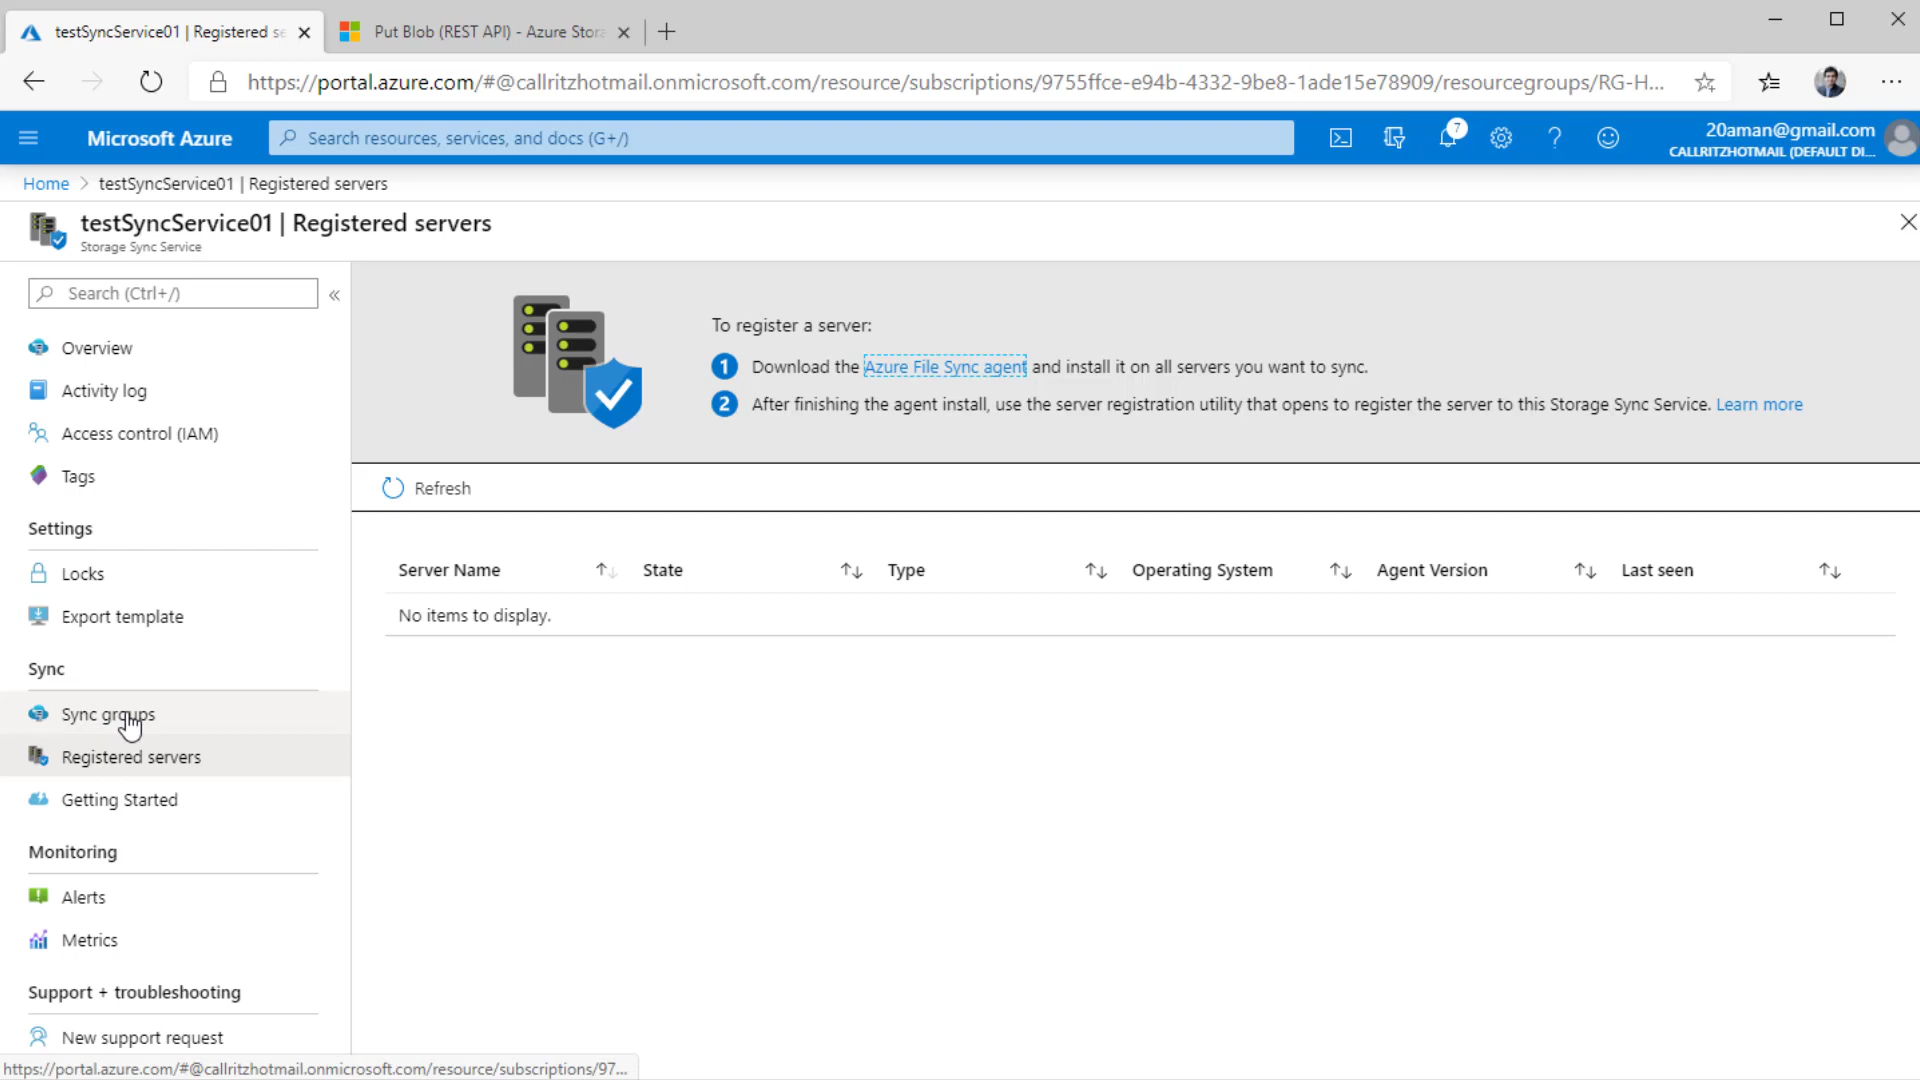 testSyncService01 | Registered se
Put Blob (REST API) - Azure Stora
https://portal.azure.com/#@callritzhotmail.onmicrosoft.com/resource/subscriptions/9755ffce-e94b-4332-9be8-1ade15e78909/resourcegroups/RG-H...
Microsoft Azure
Search resources, services, and docs (G+/)
7
20aman@gmail.com
CALLRITZHOTMAIL (DEFAULT DI...
Home > testSyncService01 | Registered servers
testSyncService01 | Registered servers
Storage Sync Service
Search (Ctrl+/)
«
Overview
Activity log
Access control (IAM)
Tags
Settings
Locks
Export template
Sync
Sync groups
Registered servers
Getting Started
Monitoring
Alerts
Metrics
Support + troubleshooting
New support request
To register a server:
1 Download the Azure File Sync agent and install it on all servers you want to sync.
2 After finishing the agent install, use the server registration utility that opens to register the server to this Storage Sync Service. Learn more
Refresh
Server Name State Type Operating System Agent Version Last seen
No items to display.
https://portal.azure.com/#@callritzhotmail.onmicrosoft.com/resource/subscriptions/97...